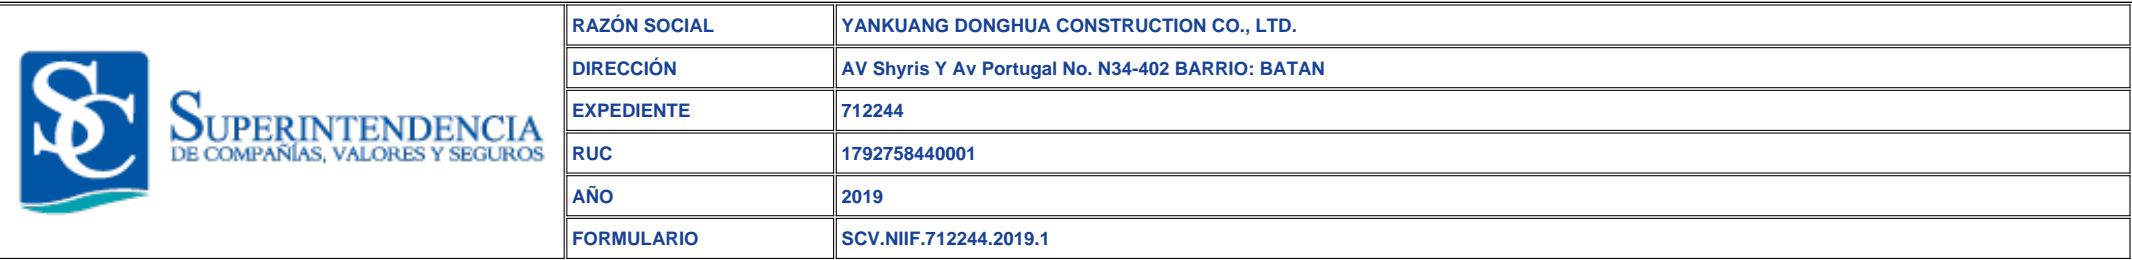 SC
SUPERINTENDENCIA
DE COMPAÑÍAS, VALORES Y SEGUROS
RAZÓN SOCIAL YANKUANG DONGHUA CONSTRUCTION CO., LTD.
DIRECCIÓN AV Shyris Y Av Portugal No. N34-402 BARRIO: BATAN
EXPEDIENTE 712244
RUC 1792758440001
AÑO 2019
FORMULARIO SCV.NIIF.712244.2019.1